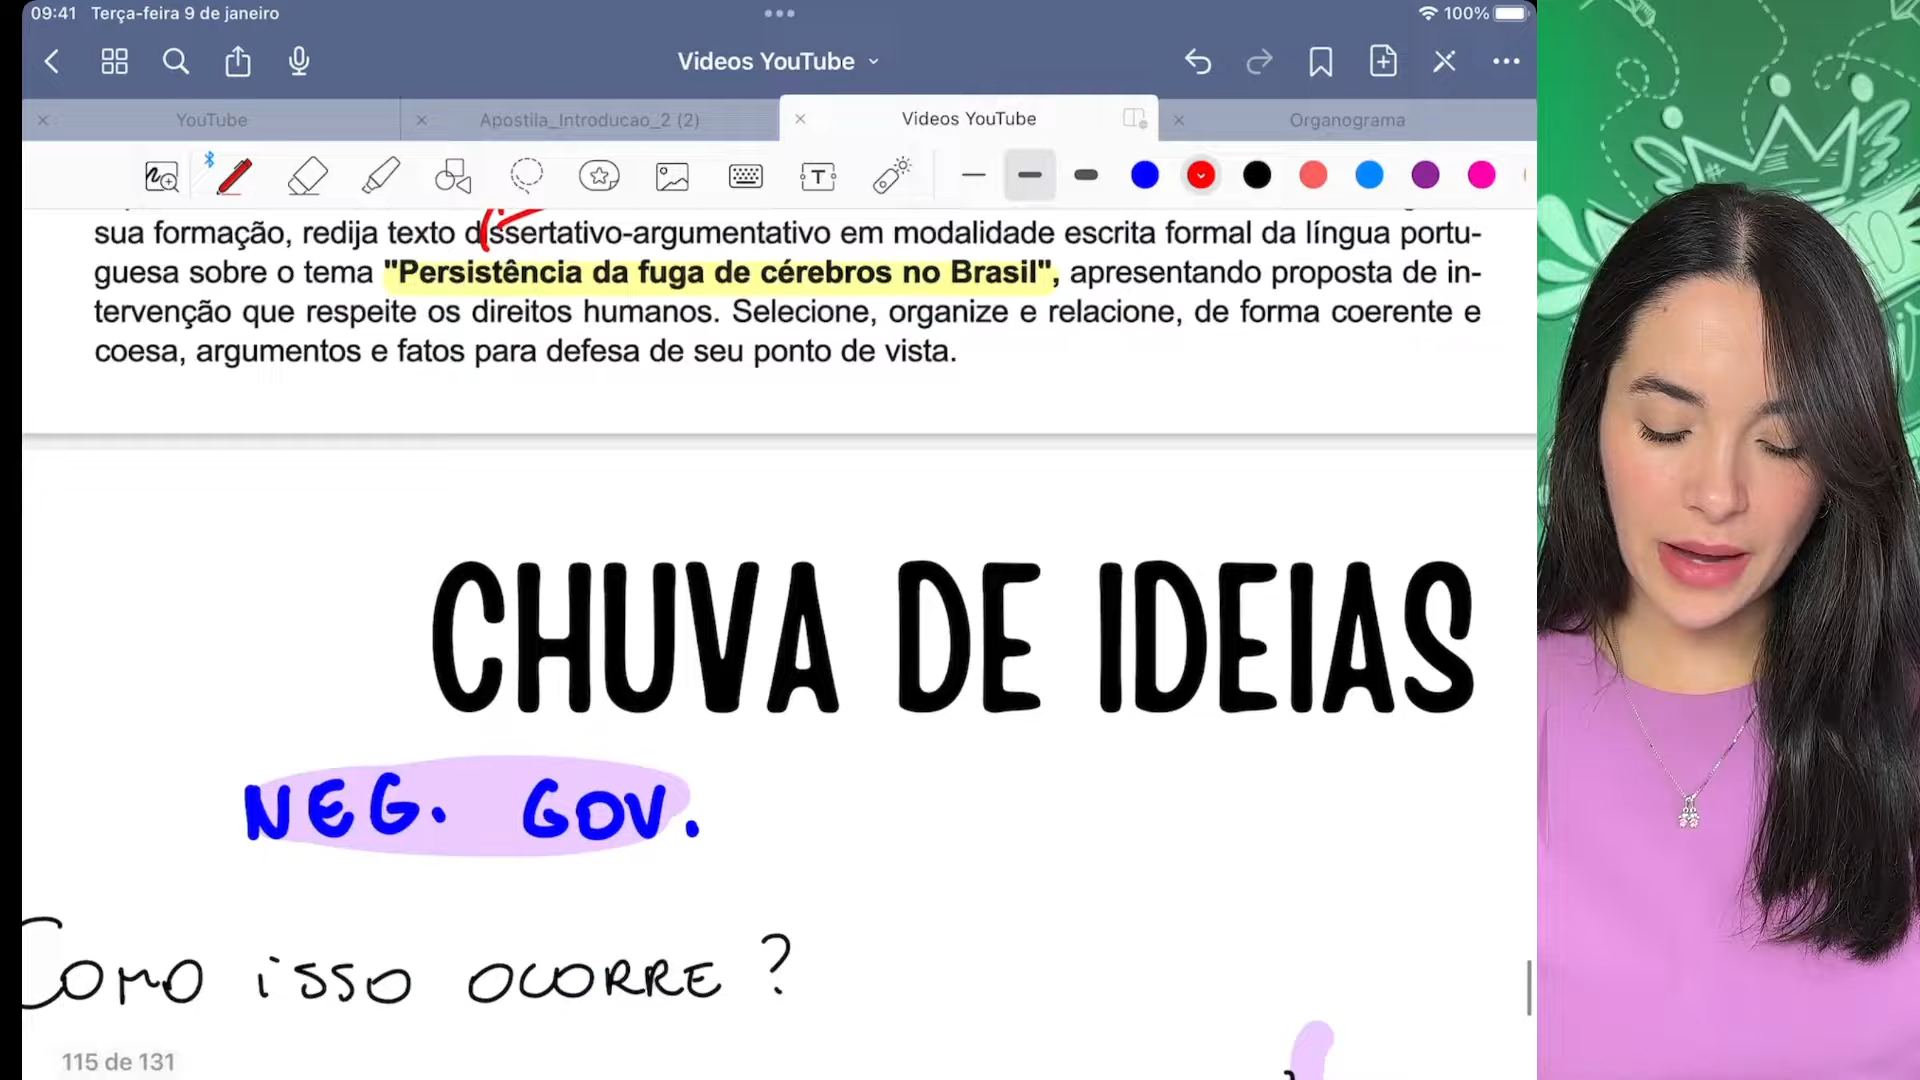 09:41 Terça-feira 9 de janeiro
100%
Videos YouTube
YouTube
Apostila_Introducao_2 (2)
Videos YouTube
Organograma
sua formação, redija texto dissertativo-argumentativo em modalidade escrita formal da língua portu-
guesa sobre o tema "Persistência da fuga de cérebros no Brasil", apresentando proposta de in-
tervenção que respeite os direitos humanos. Selecione, organize e relacione, de forma coerente e
coesa, argumentos e fatos para defesa de seu ponto de vista.
CHUVA DE IDEIAS
NEG. GOV.
COMO ISSO OCORRE ?
115 de 131